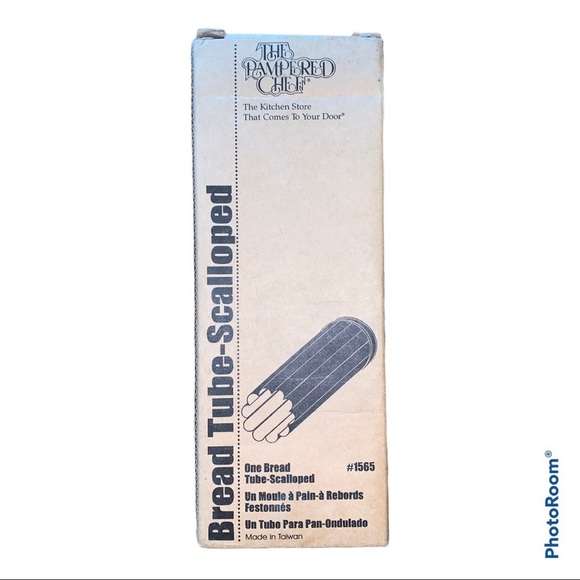 THE
PAMPERED
CHEF®
The Kitchen Store
That Comes To Your Door®
Bread Tube-Scalloped
One Bread #1565
Tube-Scalloped
Un Moule à Pain-à Rebords
Festonnés
Un Tubo Para Pan-Ondulado
Made in Taiwan
PhotoRoom®